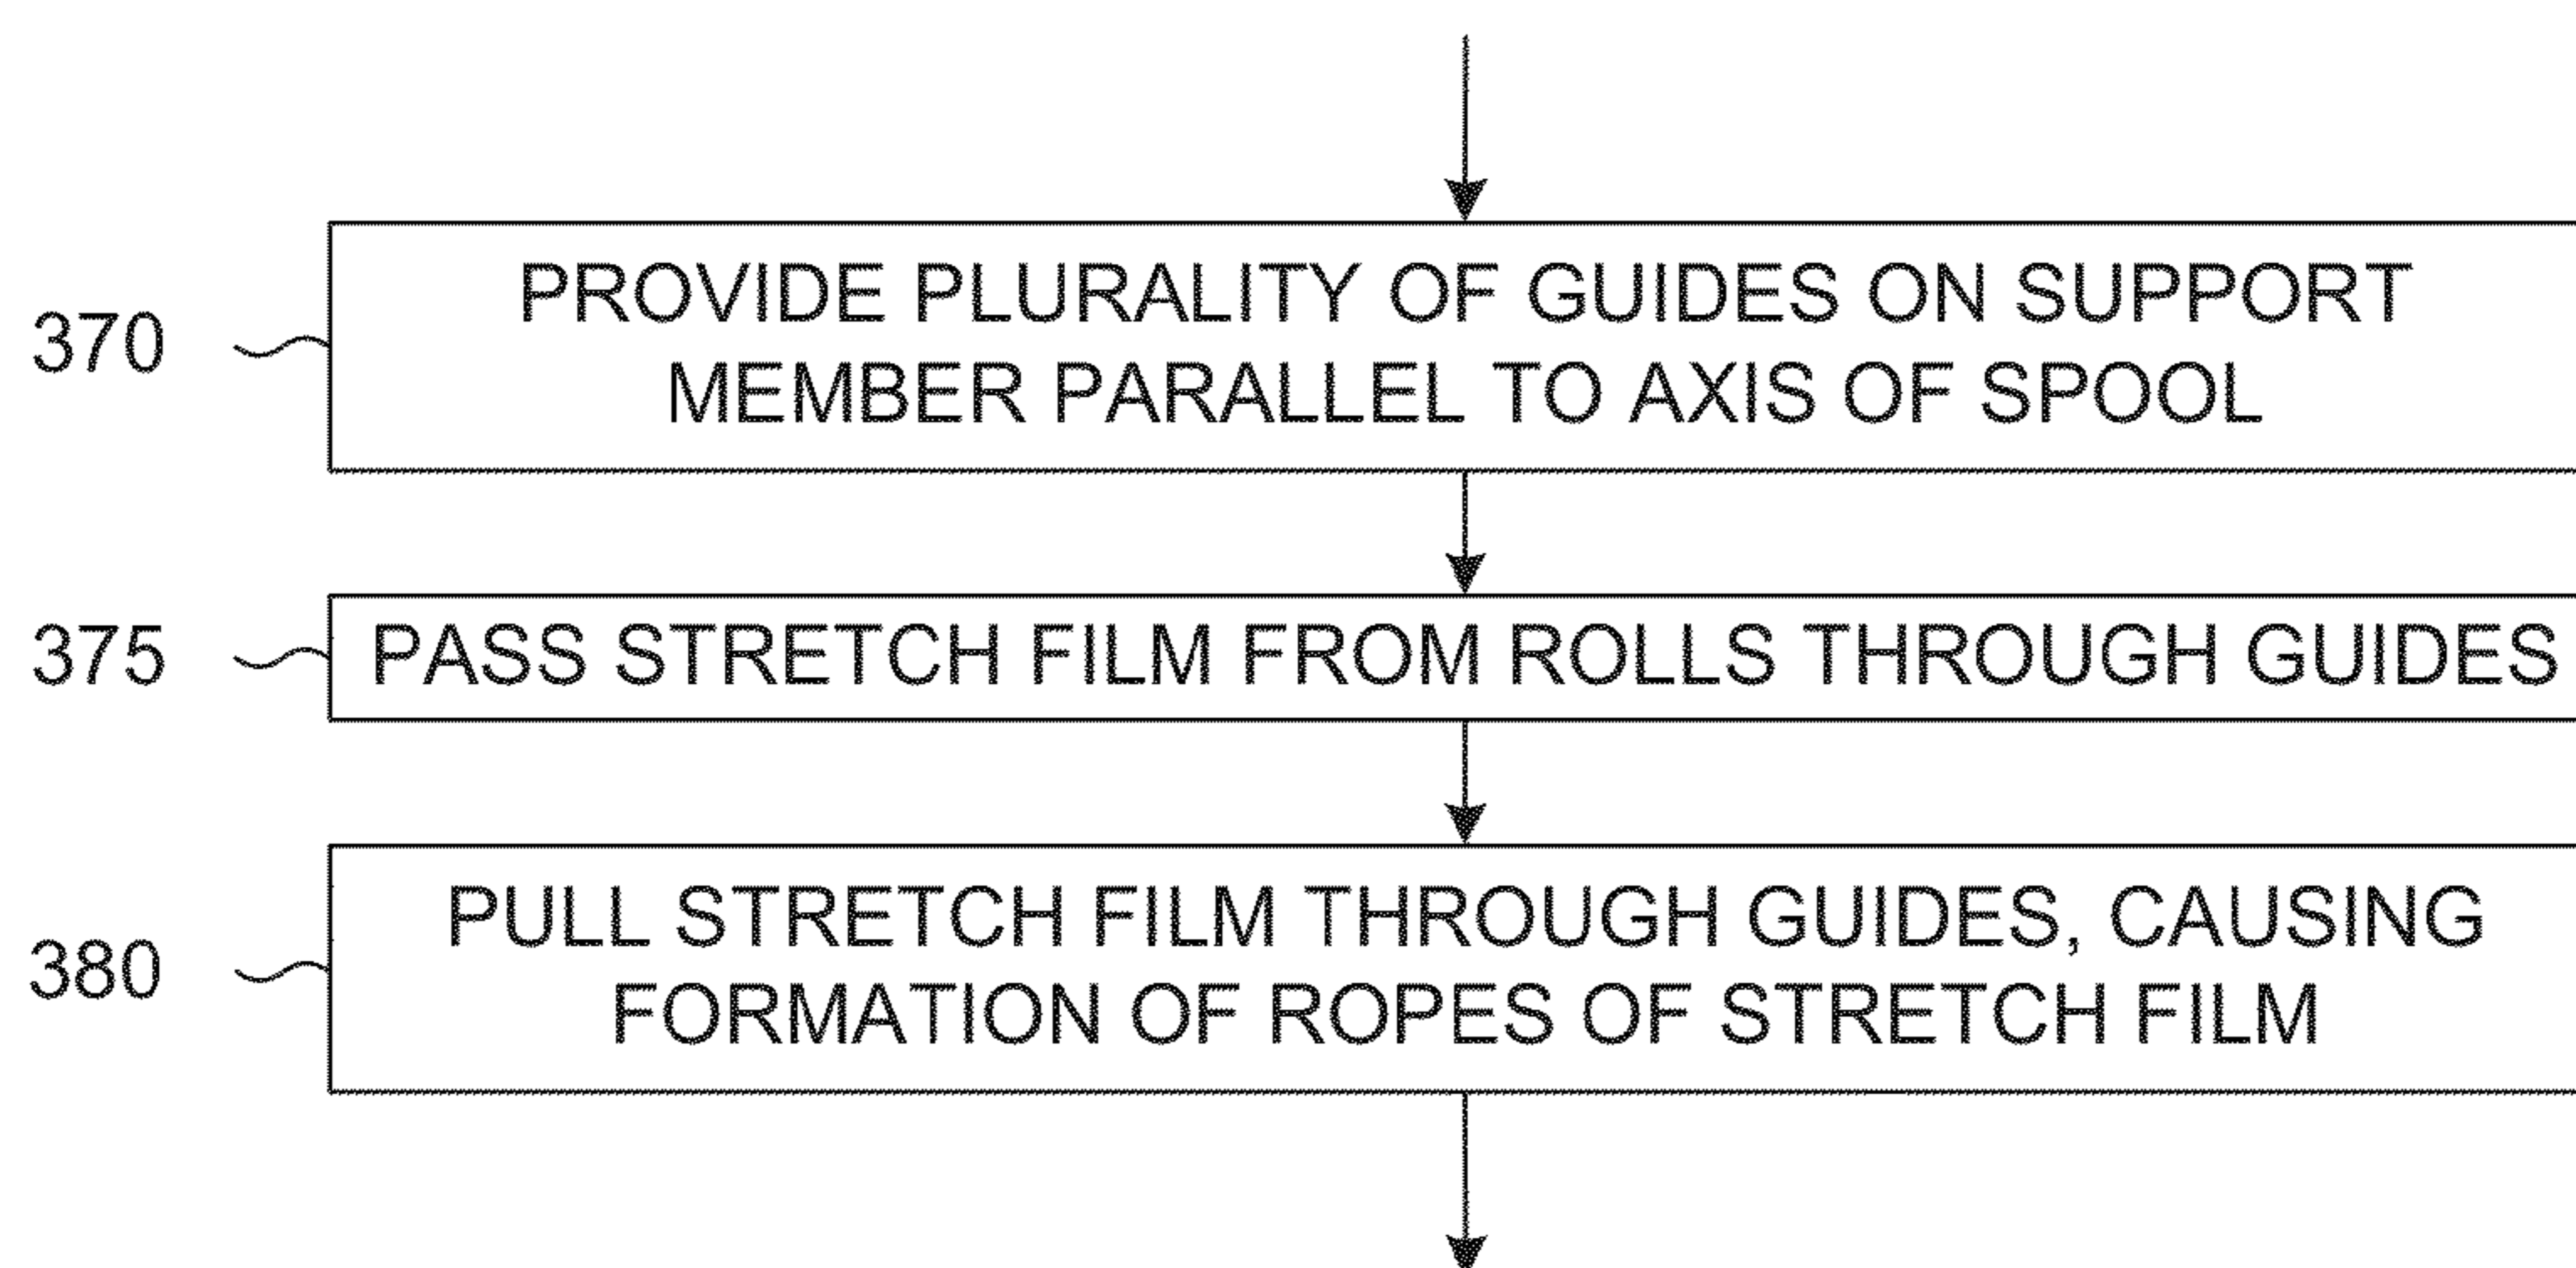 370
PROVIDE PLURALITY OF GUIDES ON SUPPORT
MEMBER PARALLEL TO AXIS OF SPOOL
375
PASS STRETCH FILM FROM ROLLS THROUGH GUIDES
380
PULL STRETCH FILM THROUGH GUIDES, CAUSING
FORMATION OF ROPES OF STRETCH FILM